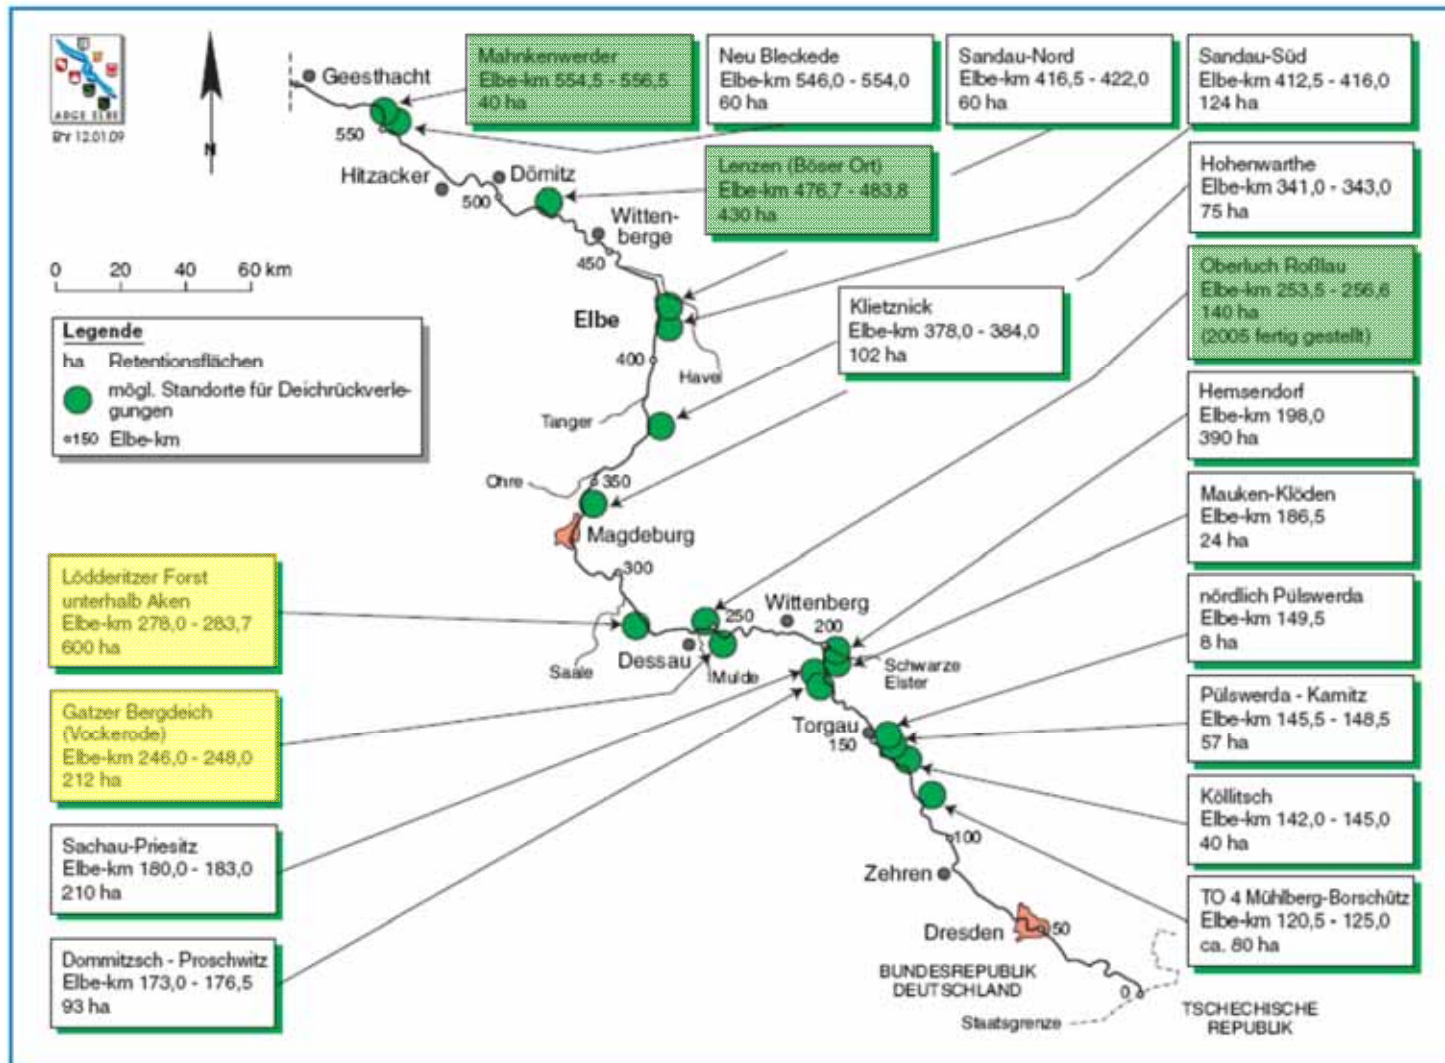 ARGE ELBE
Bhr 12.01.09
N
Geesthacht
550
Hitzacker
Dömitz
500
Witten-
berge
450
Elbe
400
Havel
Tanger
Ohre
350
Magdeburg
300
Saale
Dessau
250
Mulde
Wittenberg
200
Schwarze
Elster
Torgau
150
100
Zehren
Dresden
50
0
BUNDESREPUBLIK
DEUTSCHLAND
Staatsgrenze
TSCHECHISCHE
REPUBLIK
0 20 40 60 km
Legende
ha Retentionsflächen
mögl. Standorte für Deichrückverle-
gungen
150 Elbe-km
Mahnkenwerder
Elbe-km 554,5 - 556,5
40 ha
Neu Bleckede
Elbe-km 546,0 - 554,0
60 ha
Sandau-Nord
Elbe-km 416,5 - 422,0
60 ha
Sandau-Süd
Elbe-km 412,5 - 416,0
124 ha
Lenzen (Böser Ort)
Elbe-km 476,7 - 483,8
430 ha
Hohenwarthe
Elbe-km 341,0 - 343,0
75 ha
Klietznick
Elbe-km 378,0 - 384,0
102 ha
Oberluch Roßlau
Elbe-km 253,5 - 256,6
140 ha
(2005 fertig gestellt)
Hemsendorf
Elbe-km 198,0
390 ha
Mauken-Klöden
Elbe-km 186,5
24 ha
nördlich Pülswerda
Elbe-km 149,5
8 ha
Pülswerda - Kamitz
Elbe-km 145,5 - 148,5
57 ha
Köllitsch
Elbe-km 142,0 - 145,0
40 ha
TO 4 Mühlberg-Borschütz
Elbe-km 120,5 - 125,0
ca. 80 ha
Lödderitzer Forst
unterhalb Aken
Elbe-km 278,0 - 283,7
600 ha
Gatzer Bergdeich
(Vockerode)
Elbe-km 246,0 - 248,0
212 ha
Sachau-Priesitz
Elbe-km 180,0 - 183,0
210 ha
Dommitzsch - Proschwitz
Elbe-km 173,0 - 176,5
93 ha